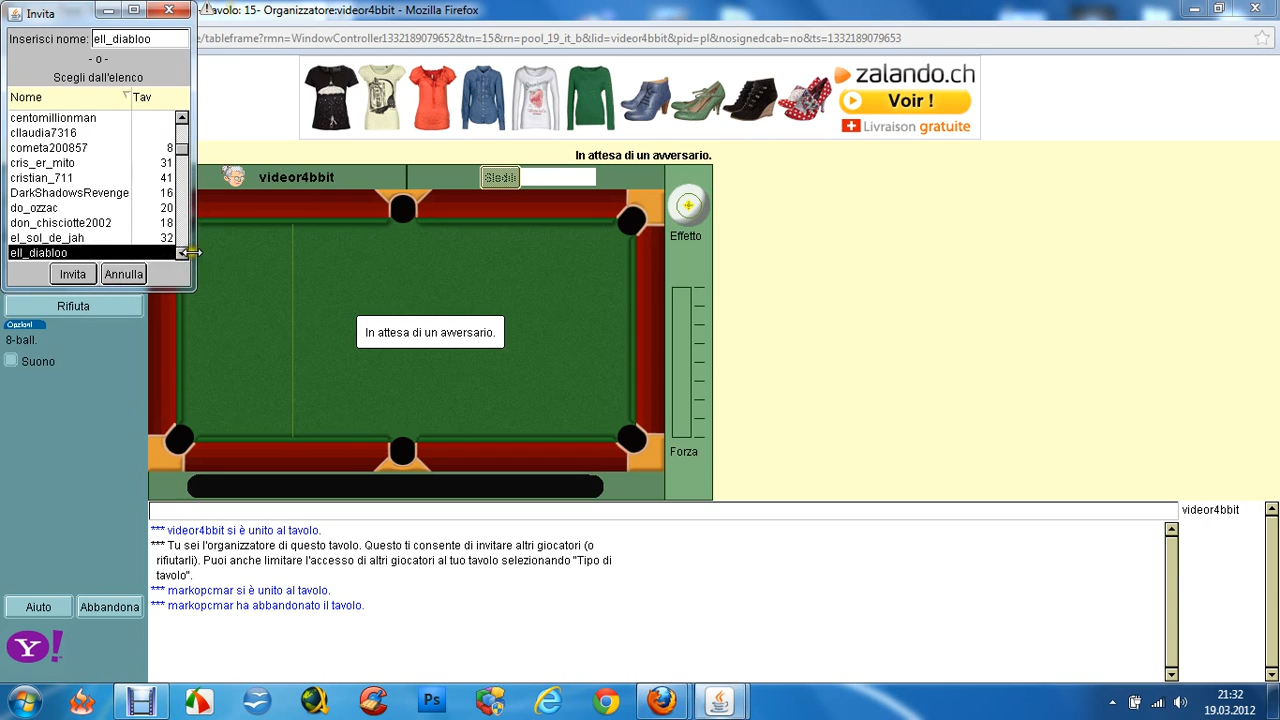 Invita
avolo: 15- Organizzatore:videor4bbit - Mozilla Firefox
e/tableframe?rmn=WindowController1332189079652&tn=15&rn=pool_19_it_b&lid=videor4bbit&pid=pl&nosignedcab=no&ts=1332189079653
Inserisci nome: ell_diabloo
- o -
Scegli dall'elenco
Nome Tav
centomillionman
cllaudia7316
cometa200857 8
cris_er_mito 31
cristian_711 41
DarkShadowsRevenge 16
do_ozzac 20
don_chisciotte2002 18
el_sol_de_jah 32
ell_diabloo
Invita Annulla
zalando.ch
Voir !
Livraison gratuite
In attesa di un avversario.
videor4bbit Siediti
Effetto
In attesa di un avversario.
Forza
Rifiuta
Opzioni
8-ball.
Suono
Aiuto Abbandona
Y!
videor4bbit
*** videor4bbit si è unito al tavolo.
*** Tu sei l'organizzatore di questo tavolo. Questo ti consente di invitare altri giocatori (o
rifiutarli). Puoi anche limitare l'accesso di altri giocatori al tuo tavolo selezionando "Tipo di
tavolo".
*** markopcmar si è unito al tavolo.
*** markopcmar ha abbandonato il tavolo.
Ps
21:32
19.03.2012